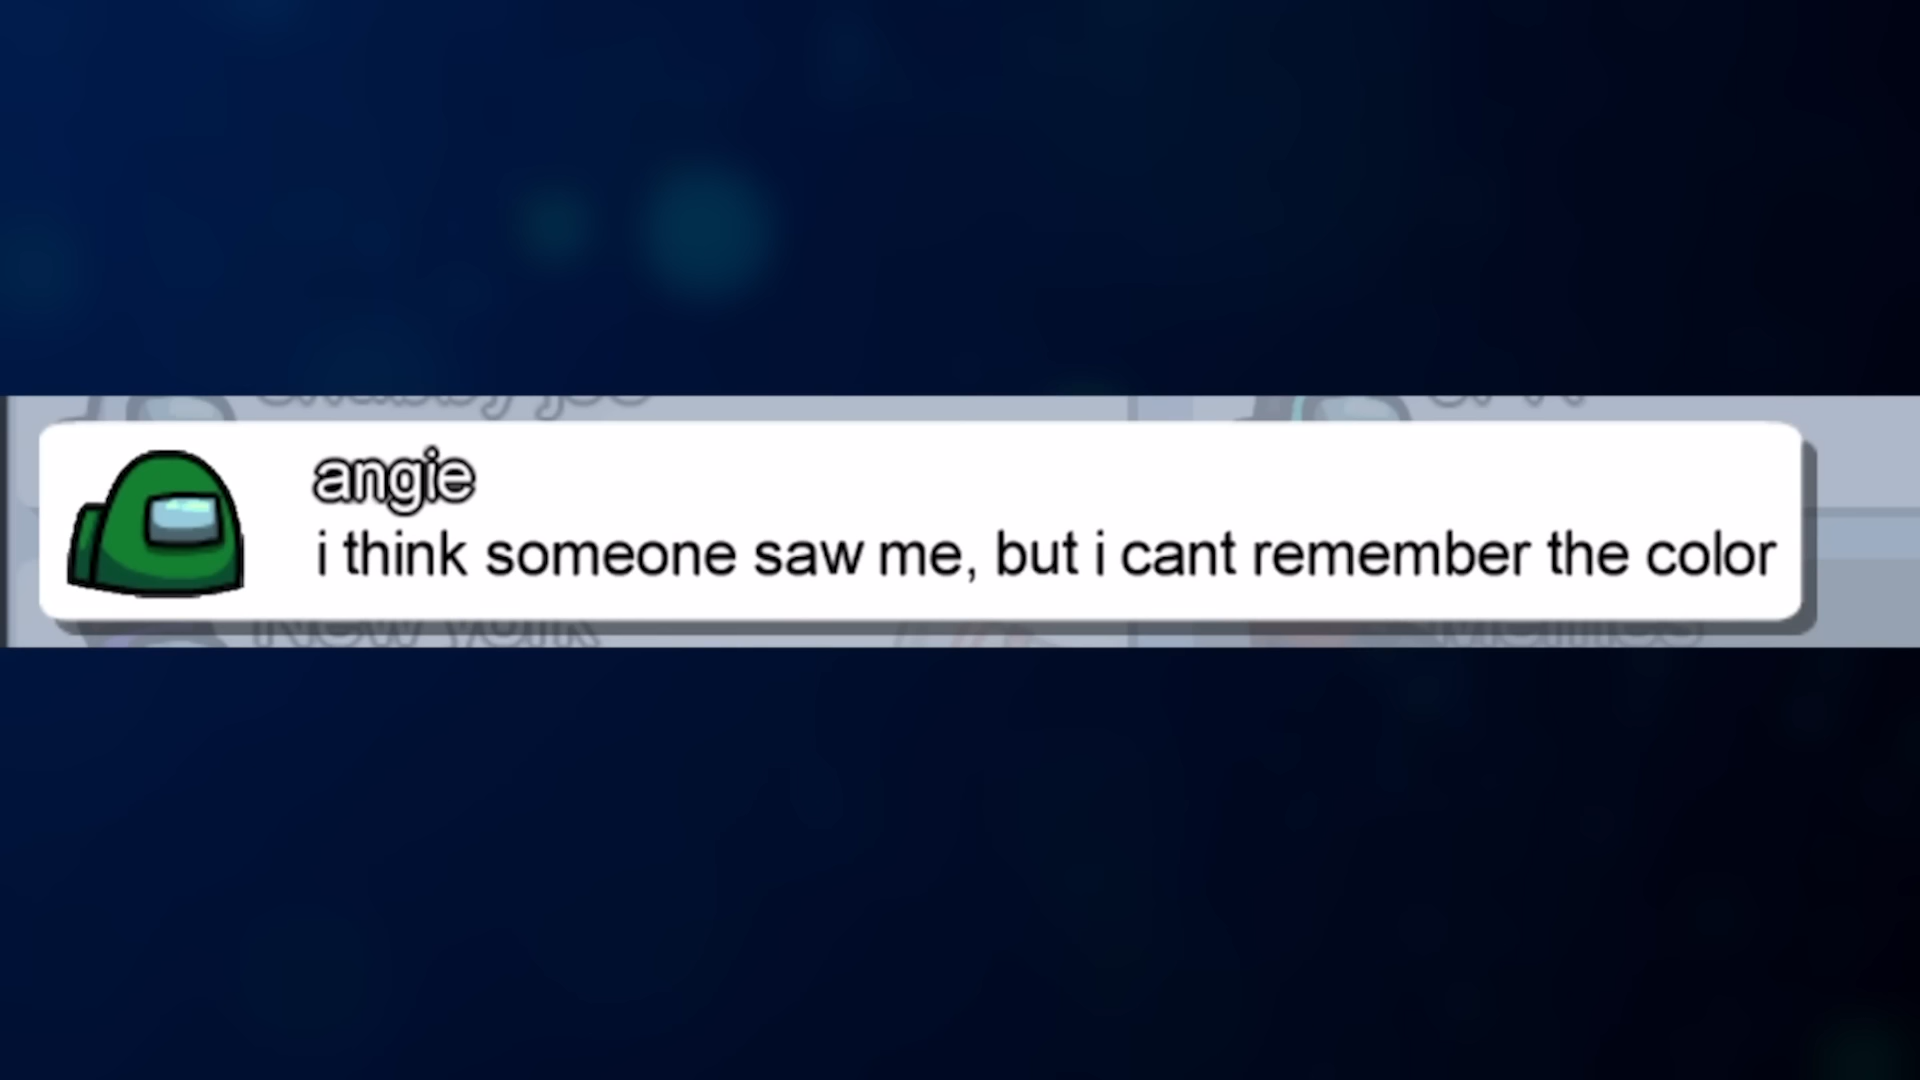 angie
i think someone saw me, but i cant remember the color